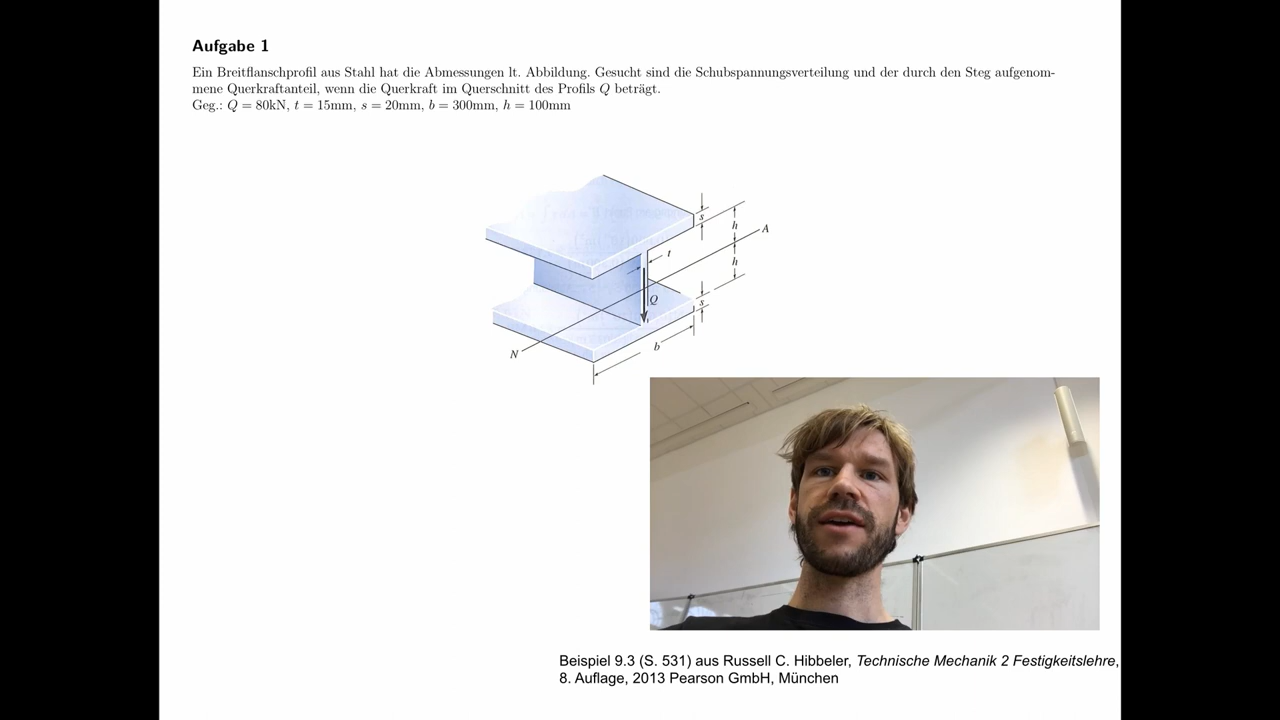 Aufgabe 1
Ein Breitflanschprofil aus Stahl hat die Abmessungen lt. Abbildung. Gesucht sind die Schubspannungsverteilung und der durch den Steg aufgenom-
mene Querkraftanteil, wenn die Querkraft im Querschnitt des Profils Q beträgt.
Geg.: Q = 80kN, t = 15mm, s = 20mm, b = 300mm, h = 100mm
s
h
A
t
h
Q
s
b
N
Beispiel 9.3 (S. 531) aus Russell C. Hibbeler, Technische Mechanik 2 Festigkeitslehre,
8. Auflage, 2013 Pearson GmbH, München